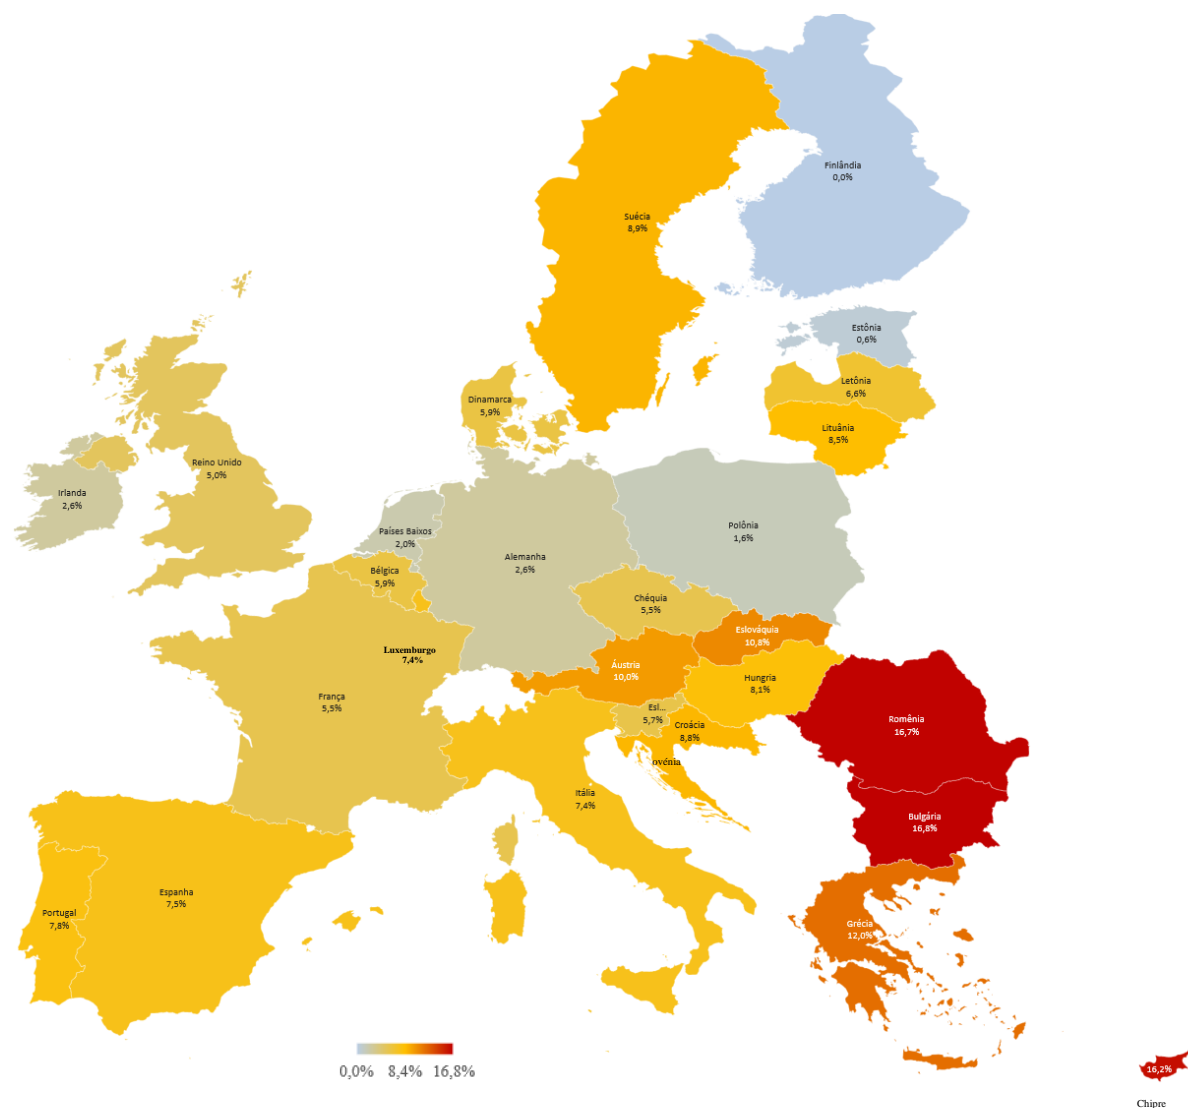 Finlândia
0,0%
Suécia
8,9%
Estônia
0,6%
Letônia
6,6%
Dinamarca
5,9%
Lituânia
8,5%
Reino Unido
5,0%
Irlanda
2,6%
Países Baixos
2,0%
Polônia
1,6%
Alemanha
2,6%
Bélgica
5,9%
Chéquia
5,5%
Eslováquia
10,8%
Luxemburgo
7,4%
Áustria
10,0%
Hungría
8,1%
França
5,5%
Esl...
5,7%
Croácia
8,8%
Romênia
16,7%
ovénia
Itália
7,4%
Bulgária
16,8%
Espanha
7,5%
Portugal
7,8%
Grécia
12,0%
16,2%
Chipre
0,0% 8,4% 16,8%